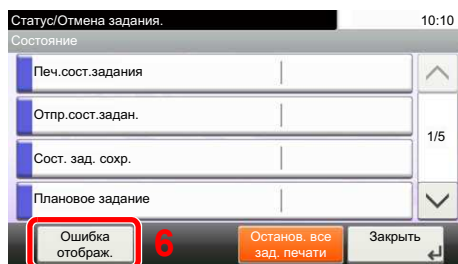 Статус/Отмена задания.
10:10
Состояние
Печ.сост.задания
Отпр.сост.задан.
1/5
Сост. зад. сохр.
Плановое задание
Ошибка
отображ.
6
Останов. все
зад. печати
Закрыть